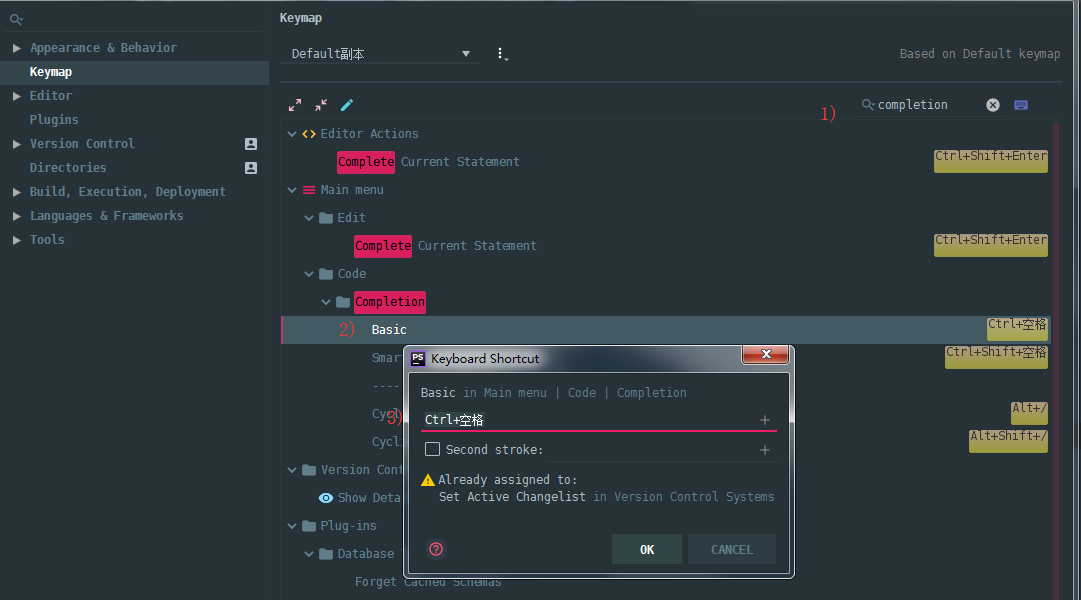 Keymap
Appearance & Behavior
Keymap
Editor
Plugins
Version Control
Directories
Build, Execution, Deployment
Languages & Frameworks
Tools
Default副本
Based on Default keymap
1)
completion
Editor Actions
Complete Current Statement
Ctrl+Shift+Enter
Main menu
Edit
Complete Current Statement
Ctrl+Shift+Enter
Code
Completion
2)
Basic
Ctrl+空格
Smar
Ctrl+Shift+空格
----
Cyc
Alt+/
Cycl
Alt+Shift+/
Version Cont
Show Deta
Plug-ins
Database
Forget Cached Schemas
PS
Keyboard Shortcut
Basic in Main menu | Code | Completion
3)
Ctrl+空格
Second stroke:
Already assigned to:
Set Active Changelist in Version Control Systems
OK
CANCEL